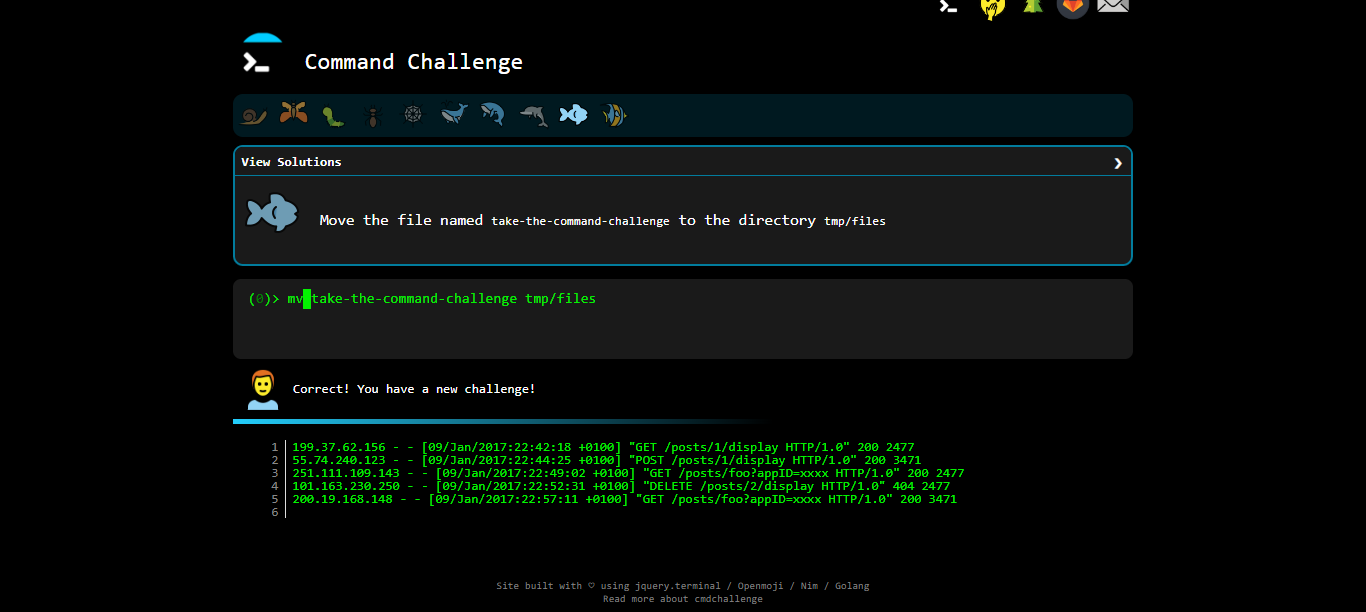 Command Challenge
View Solutions
Move the file named take-the-command-challenge to the directory tmp/files
(0)> mv take-the-command-challenge tmp/files
Correct! You have a new challenge!
1 199.37.62.156 - - [09/Jan/2017:22:42:18 +0100] "GET /posts/1/display HTTP/1.0" 200 2477
2 55.74.240.123 - - [09/Jan/2017:22:44:25 +0100] "POST /posts/1/display HTTP/1.0" 200 3471
3 251.111.109.143 - - [09/Jan/2017:22:49:02 +0100] "GET /posts/foo?appID=xxxx HTTP/1.0" 200 2477
4 101.163.230.250 - - [09/Jan/2017:22:52:31 +0100] "DELETE /posts/2/display HTTP/1.0" 404 2477
5 200.19.168.148 - - [09/Jan/2017:22:57:11 +0100] "GET /posts/foo?appID=xxxx HTTP/1.0" 200 3471
6
Site built with ♡ using jquery.terminal / Openmoji / Nim / Golang
Read more about cmdchallenge